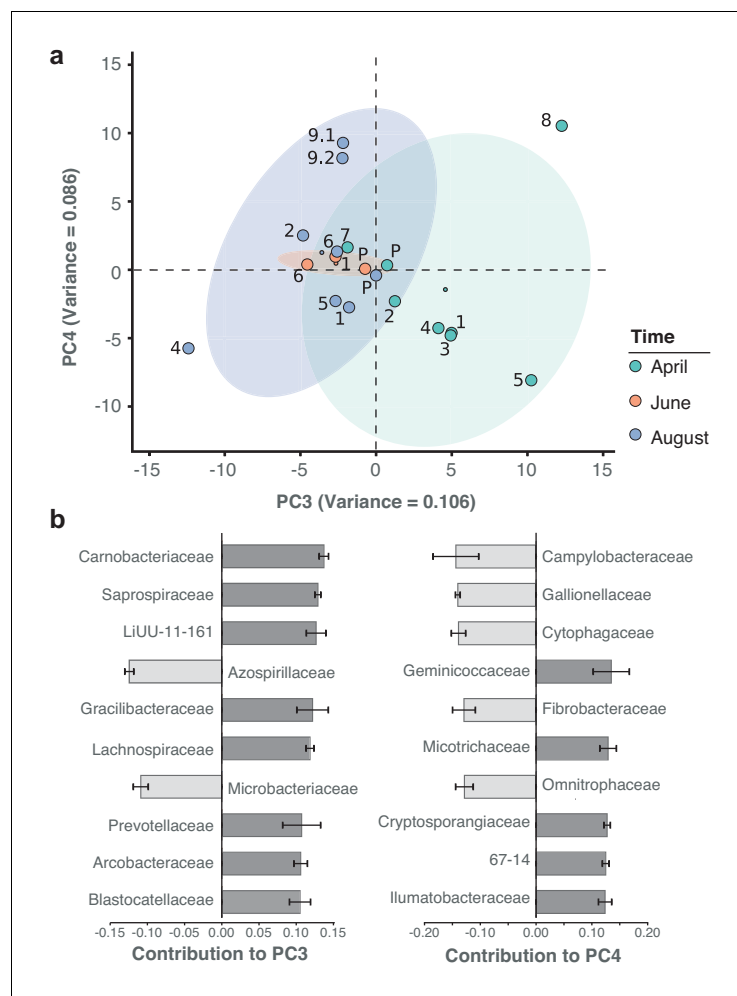 a
15
10
5
0
-5
-10
PC4 (Variance = 0.086)
8
9.1
9.2
2
6
7
1
P
P
6
P
5
1
2
4
1
3
4
5
Time
April
June
August
-15
-10
-5
0
5
10
15
PC3 (Variance = 0.106)
b
Carnobacteriaceae
Saprospiraceae
LiUU-11-161
Azospirillaceae
Gracilibacteraceae
Lachnospiraceae
Microbacteriaceae
Prevotellaceae
Arcobacteraceae
Blastocatellaceae
-0.15
-0.10
-0.05
0.00
0.05
0.10
0.15
Contribution to PC3
Campylobacteraceae
Gallionellaceae
Cytophagaceae
Geminicoccaceae
Fibrobacteraceae
Micotrichaceae
Omnitrophaceae
Cryptosporangiaceae
67-14
Ilumatobacteraceae
-0.20
-0.10
0.00
0.10
0.20
Contribution to PC4